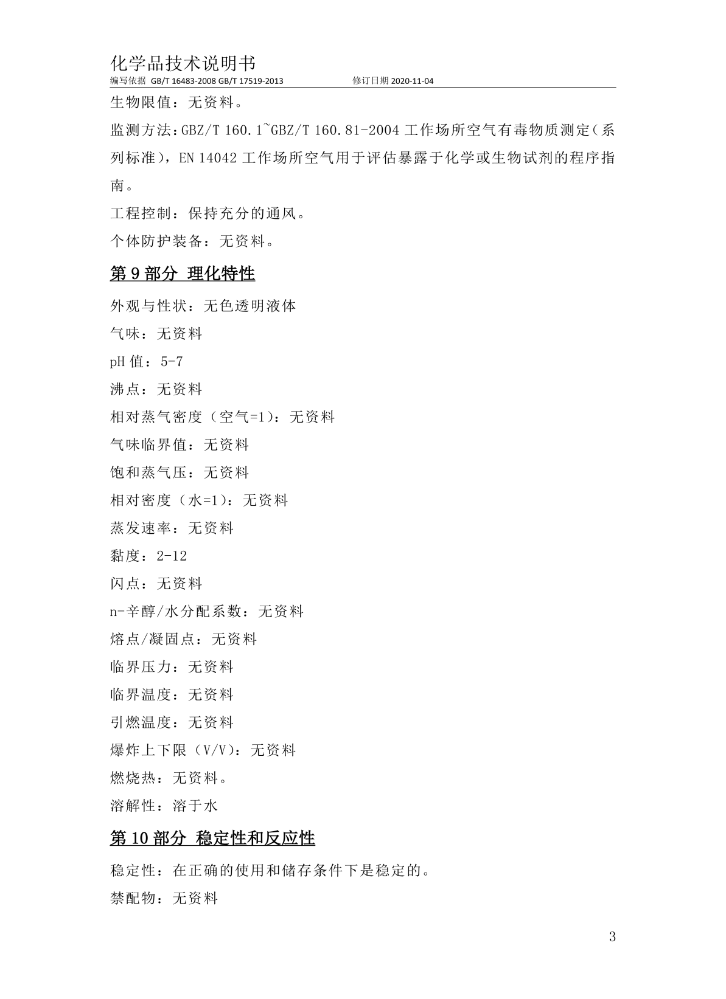 化学品技术说明书
编写依据 GB/T 16483-2008 GB/T 17519-2013 修订日期 2020-11-04
生物限值：无资料。
监测方法：GBZ/T 160.1~GBZ/T 160.81-2004 工作场所空气有毒物质测定（系
列标准），EN 14042 工作场所空气用于评估暴露于化学或生物试剂的程序指
南。
工程控制：保持充分的通风。
个体防护装备：无资料。
第 9 部分 理化特性
外观与性状：无色透明液体
气味：无资料
pH 值：5-7
沸点：无资料
相对蒸气密度（空气=1）：无资料
气味临界值：无资料
饱和蒸气压：无资料
相对密度（水=1）：无资料
蒸发速率：无资料
黏度：2-12
闪点：无资料
n-辛醇/水分配系数：无资料
熔点/凝固点：无资料
临界压力：无资料
临界温度：无资料
引燃温度：无资料
爆炸上下限（V/V）：无资料
燃烧热：无资料。
溶解性：溶于水
第 10 部分 稳定性和反应性
稳定性：在正确的使用和储存条件下是稳定的。
禁配物：无资料
3